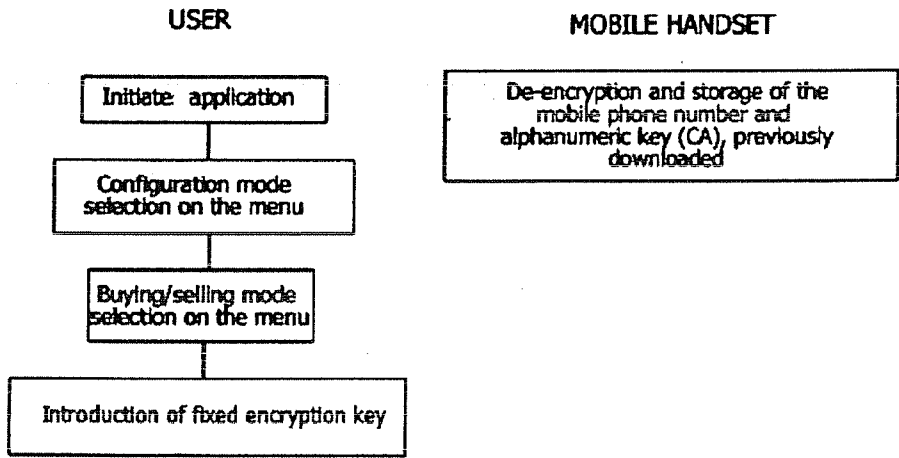 USER
Initiate application
Configuration mode
selection on the menu
Buying/selling mode
selection on the menu
Introduction of fixed encryption key
MOBILE HANDSET
De-encryption and storage of the
mobile phone number and
alphanumeric key (CA), previously
downloaded